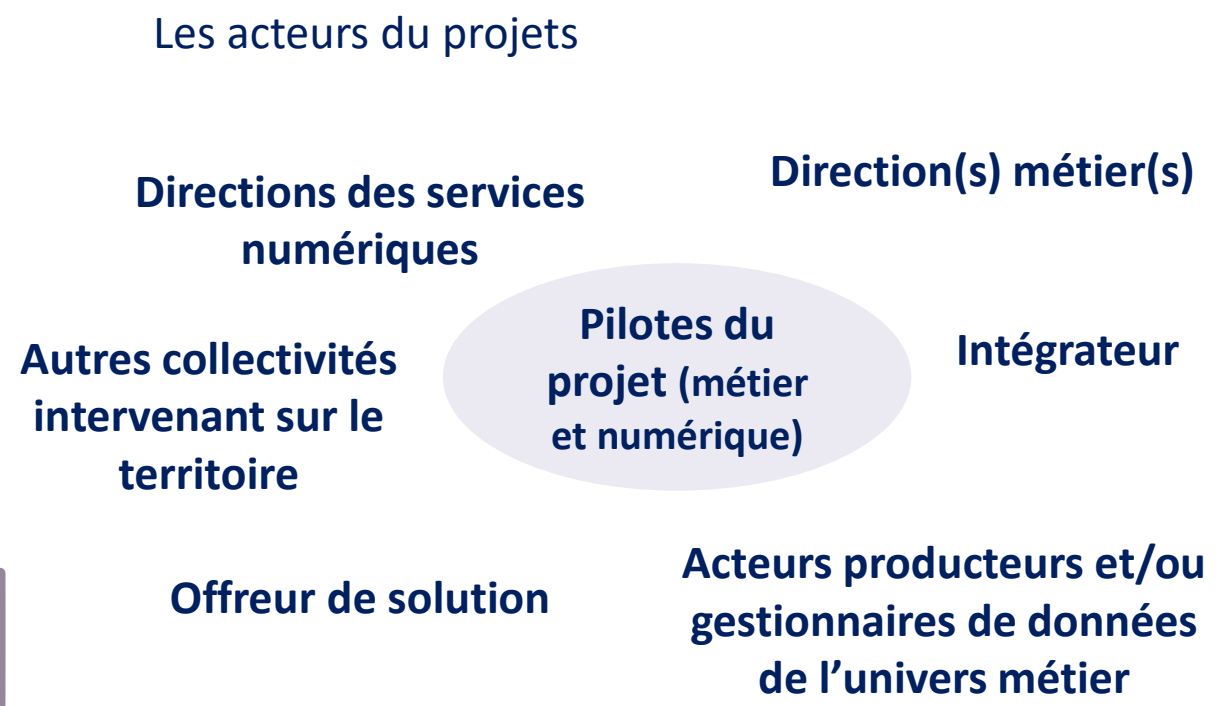 Les acteurs du projets
Directions des services
numériques
Direction(s) métier(s)
Autres collectivités
intervenant sur le
territoire
Pilotes du
projet (métier
et numérique)
Intégrateur
Offreur de solution
Acteurs producteurs et/ou
gestionnaires de données
de l’univers métier